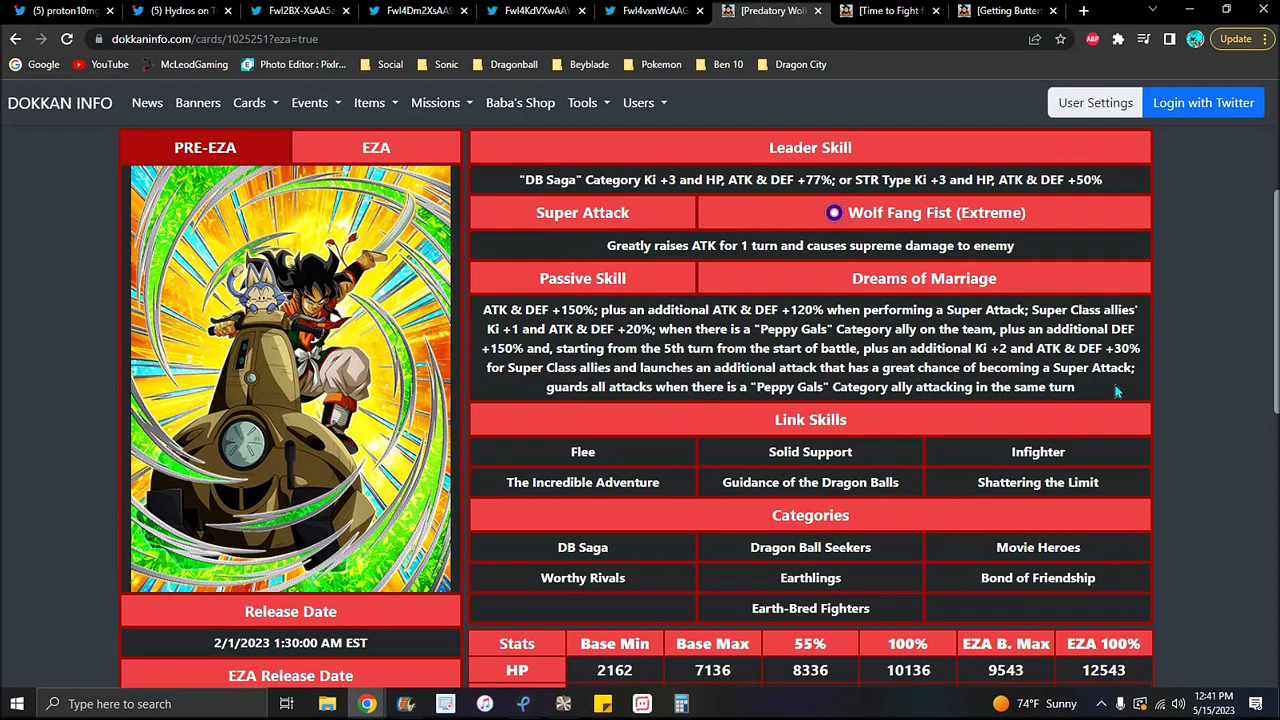 (5) proton10mg
(5) Hydros on T
FwI2BX-XsAA5a
FwI4Dm2XsAA9
FwI4KdVXwAAY
FwI4vxnWcAAG
[Predatory Wol
[Time to Fight
[Getting Butter
dokkaninfo.com/cards/1025251?eza=true
ABP
Update
Google
YouTube
McLeodGaming
Photo Editor : Pixlr...
Social
Sonic
Dragonball
Beyblade
Pokemon
Ben 10
Dragon City
DOKKAN INFO
News
Banners
Cards
Events
Items
Missions
Baba's Shop
Tools
Users
User Settings
Login with Twitter
PRE-EZA
EZA
Leader Skill
"DB Saga" Category Ki +3 and HP, ATK & DEF +77%; or STR Type Ki +3 and HP, ATK & DEF +50%
Super Attack
Wolf Fang Fist (Extreme)
Greatly raises ATK for 1 turn and causes supreme damage to enemy
Passive Skill
Dreams of Marriage
ATK & DEF +150%; plus an additional ATK & DEF +120% when performing a Super Attack; Super Class allies'
Ki +1 and ATK & DEF +20%; when there is a "Peppy Gals" Category ally on the team, plus an additional DEF
+150% and, starting from the 5th turn from the start of battle, plus an additional Ki +2 and ATK & DEF +30%
for Super Class allies and launches an additional attack that has a great chance of becoming a Super Attack;
guards all attacks when there is a "Peppy Gals" Category ally attacking in the same turn
Link Skills
Flee
Solid Support
Infighter
The Incredible Adventure
Guidance of the Dragon Balls
Shattering the Limit
Categories
DB Saga
Dragon Ball Seekers
Movie Heroes
Worthy Rivals
Earthlings
Bond of Friendship
Earth-Bred Fighters
Release Date
2/1/2023 1:30:00 AM EST
EZA Release Date
Stats
Base Min
Base Max
55%
100%
EZA B. Max
EZA 100%
HP
2162
7136
8336
10136
9543
12543
Type here to search
74°F Sunny
12:41 PM
5/15/2023